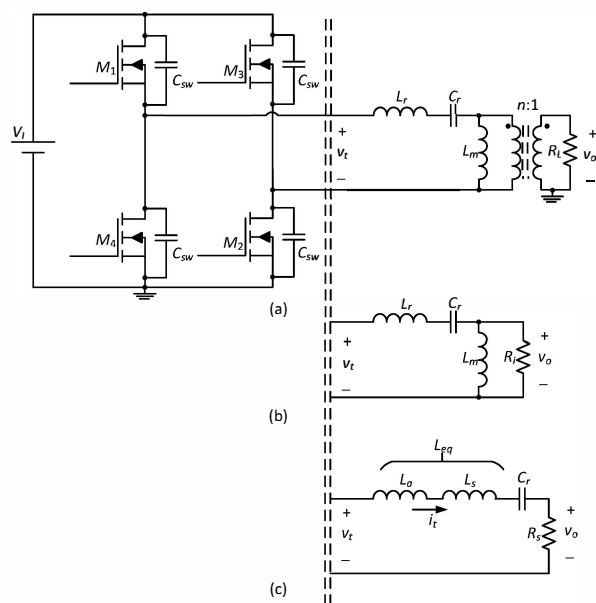 M1 Csw M3 Csw
Lr Cr n:1
VI + vt − Lm RL + vo −
M4 Csw M2 Csw
(a)
Lr Cr
+ vt − Lm Ri + vo −
(b)
Leq
La Ls Cr
+ vt − it Rs + vo −
(c)